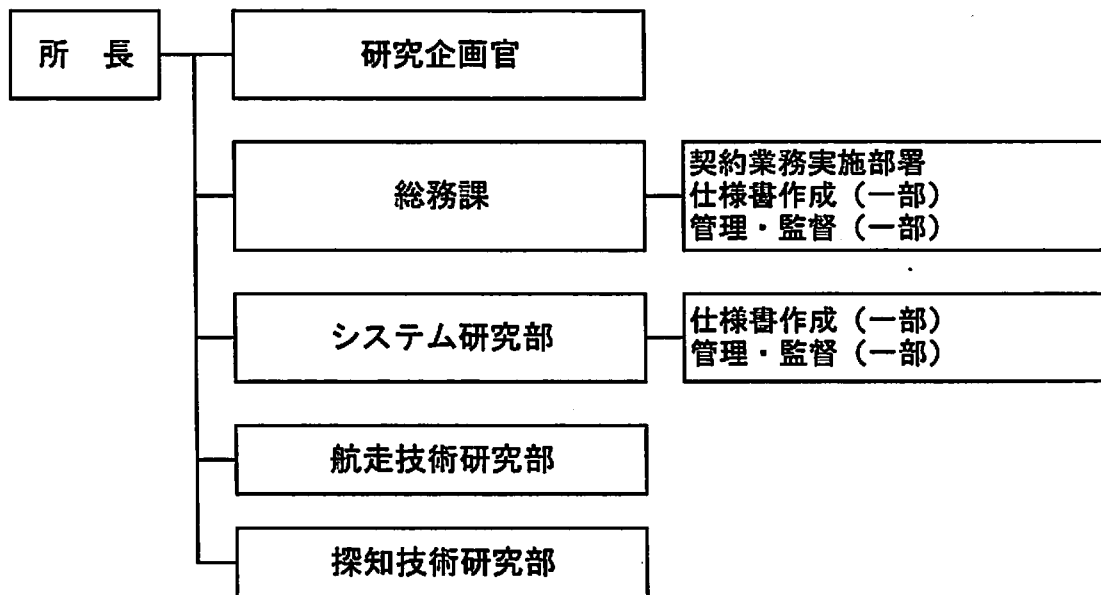 所　長
研究企画官
総務課
契約業務実施部署
仕様書作成（一部）
管理・監督（一部）
システム研究部
仕様書作成（一部）
管理・監督（一部）
航走技術研究部
探知技術研究部